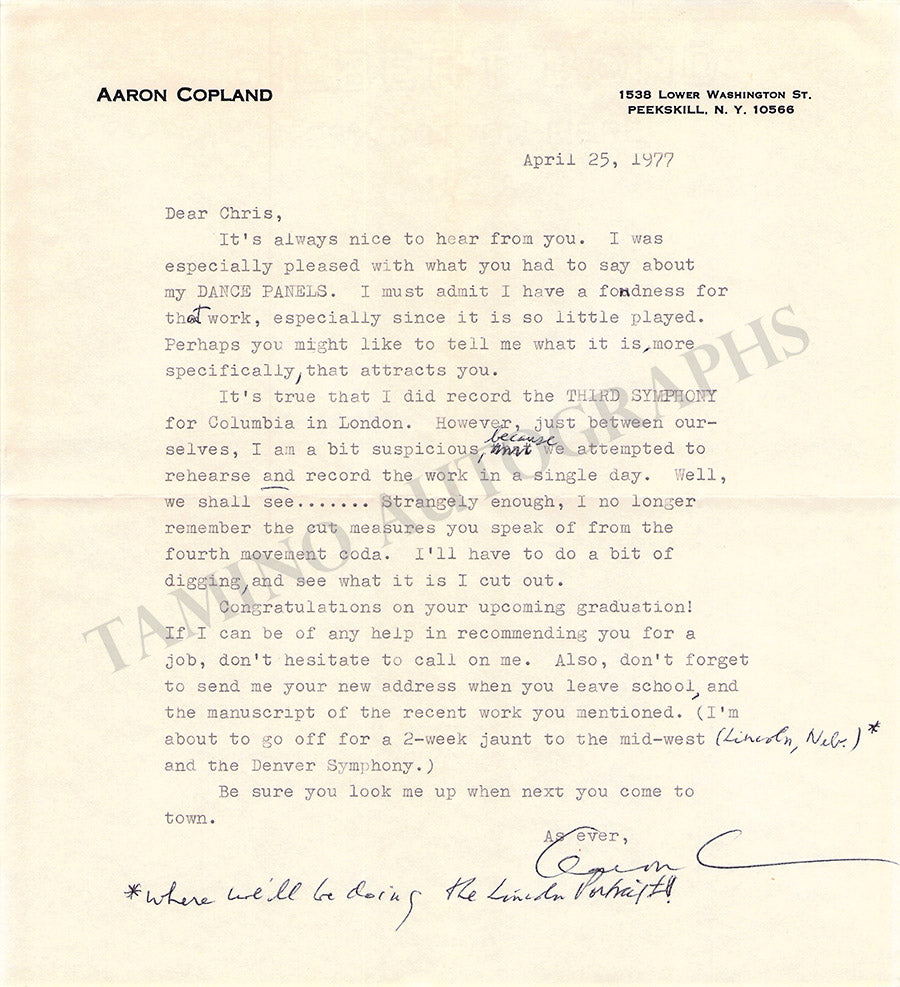 AARON COPLAND
1538 LOWER WASHINGTON ST.
PEEKSKILL, N. Y. 10566
April 25, 1977
Dear Chris,
It's always nice to hear from you. I was
especially pleased with what you had to say about
my DANCE PANELS. I must admit I have a fondness for
that work, especially since it is so little played.
Perhaps you might like to tell me what it is, more
specifically, that attracts you.
It's true that I did record the THIRD SYMPHONY
for Columbia in London. However, just between our-
selves, I am a bit suspicious, because we attempted to
rehearse and record the work in a single day. Well,
we shall see....... Strangely enough, I no longer
remember the cut measures you speak of from the
fourth movement coda. I'll have to do a bit of
digging, and see what it is I cut out.
Congratulations on your upcoming graduation!
If I can be of any help in recommending you for a
job, don't hesitate to call on me. Also, don't forget
to send me your new address when you leave school, and
the manuscript of the recent work you mentioned. (I'm
about to go off for a 2-week jaunt to the mid-west (Lincoln, Neb.)*
and the Denver Symphony.)
Be sure you look me up when next you come to
town.
As ever,
Aaron C
*where we'll be doing the Lincoln Portrait!!
TAMINO AUTOGRAPHS